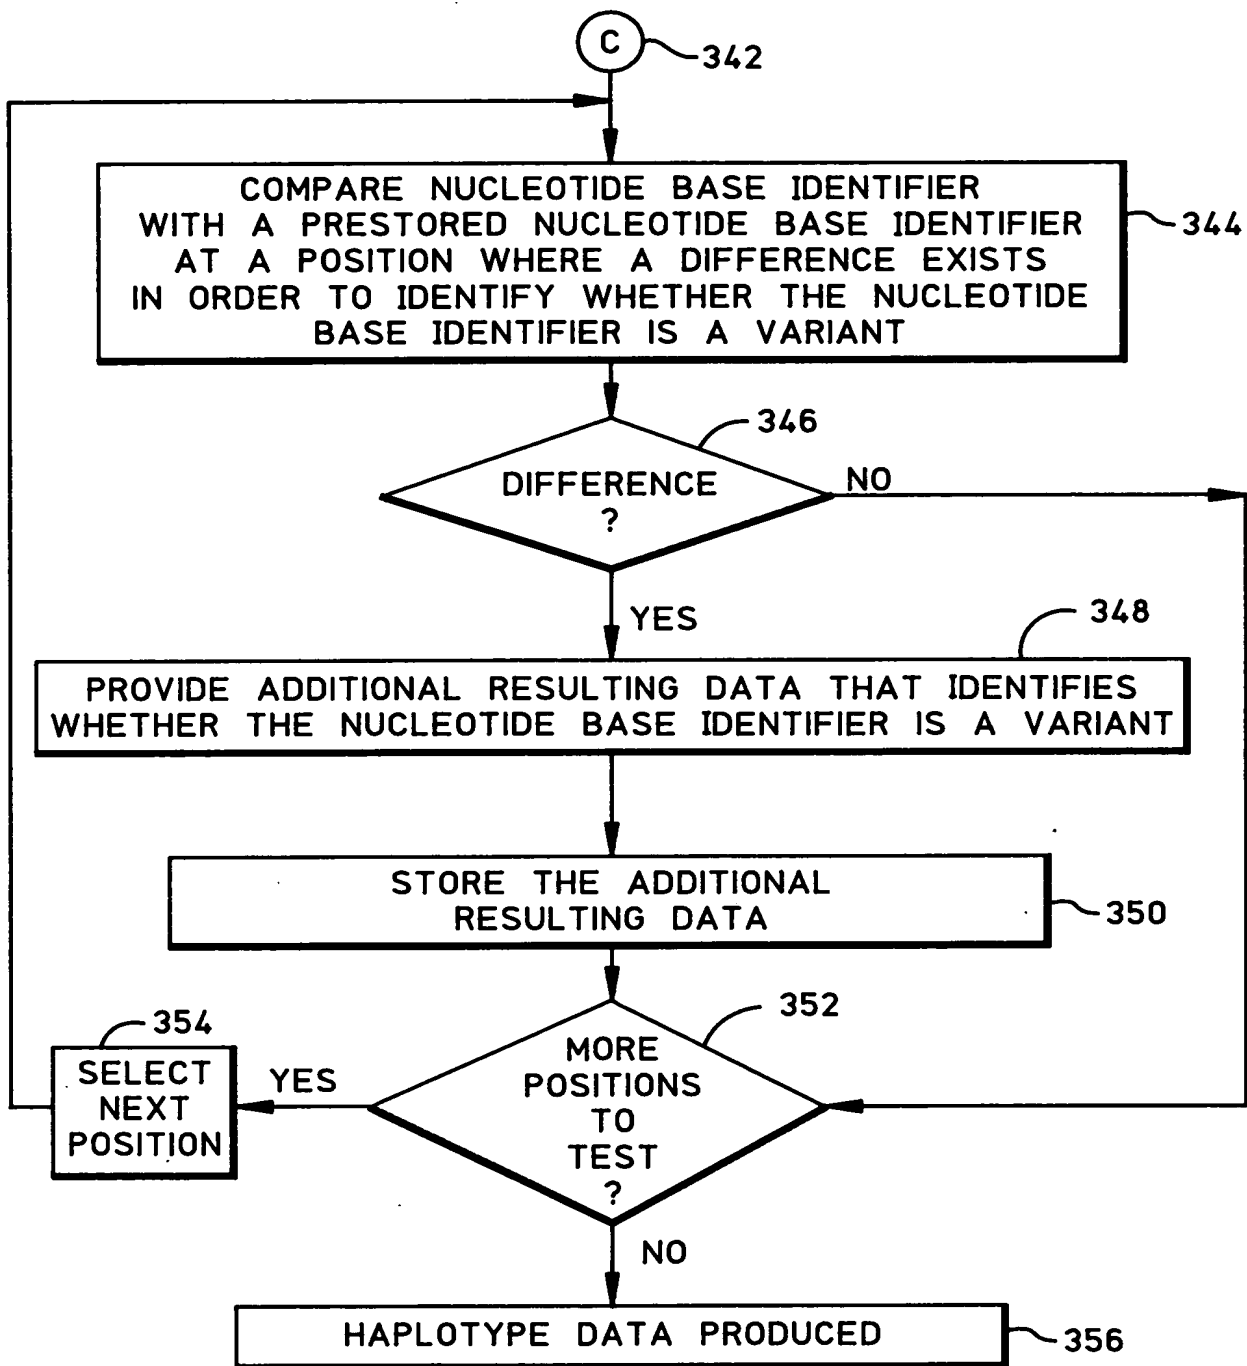 C
342
COMPARE NUCLEOTIDE BASE IDENTIFIER
WITH A PRESTORED NUCLEOTIDE BASE IDENTIFIER
AT A POSITION WHERE A DIFFERENCE EXISTS
IN ORDER TO IDENTIFY WHETHER THE NUCLEOTIDE
BASE IDENTIFIER IS A VARIANT
344
346
DIFFERENCE
?
NO
YES
348
PROVIDE ADDITIONAL RESULTING DATA THAT IDENTIFIES
WHETHER THE NUCLEOTIDE BASE IDENTIFIER IS A VARIANT
STORE THE ADDITIONAL
RESULTING DATA
350
352
MORE
POSITIONS
TO
TEST
?
YES
354
SELECT
NEXT
POSITION
NO
HAPLOTYPE DATA PRODUCED
356